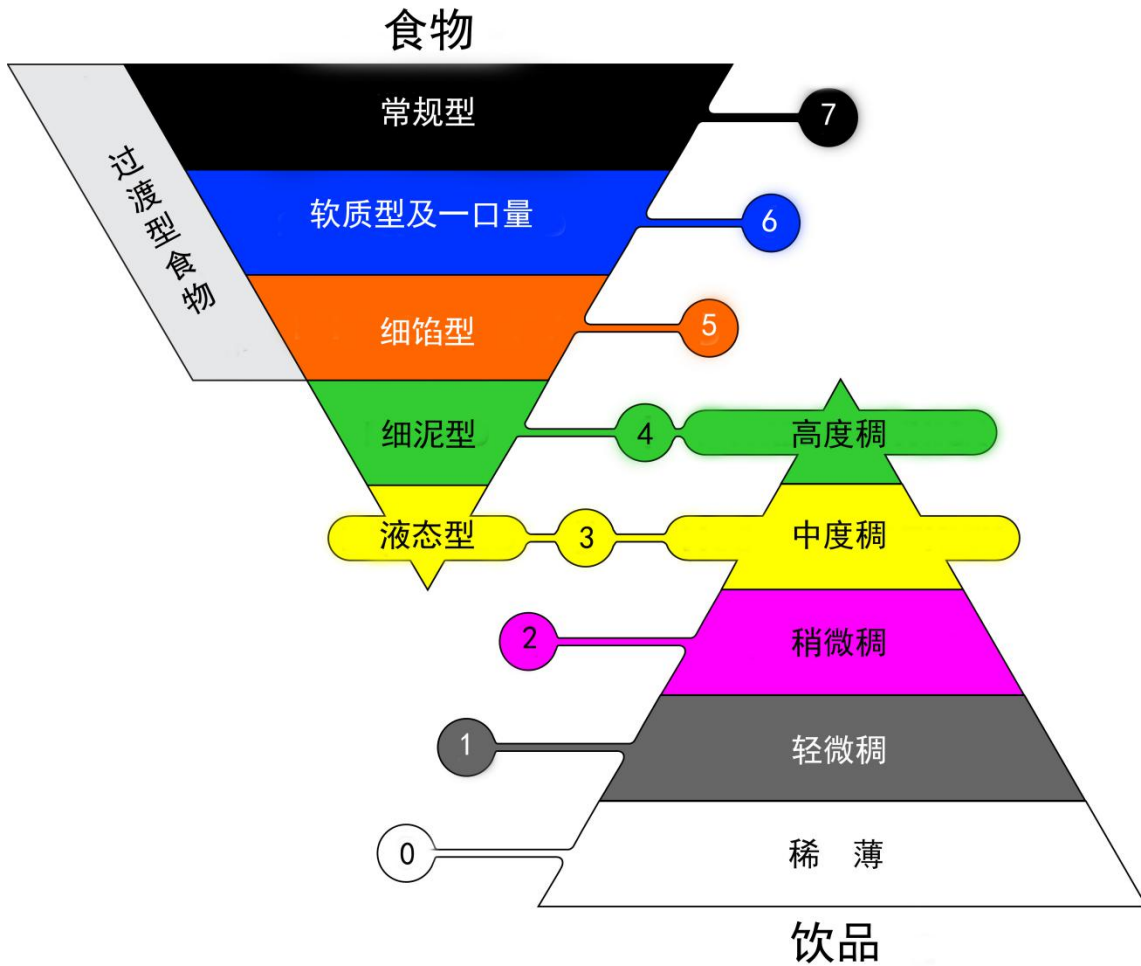 食物
常规型
7
过渡型食物
软质型及一口量
6
细馅型
5
细泥型
4
高度稠
液态型
3
中度稠
2
稍微稠
1
轻微稠
0
稀 薄
饮品